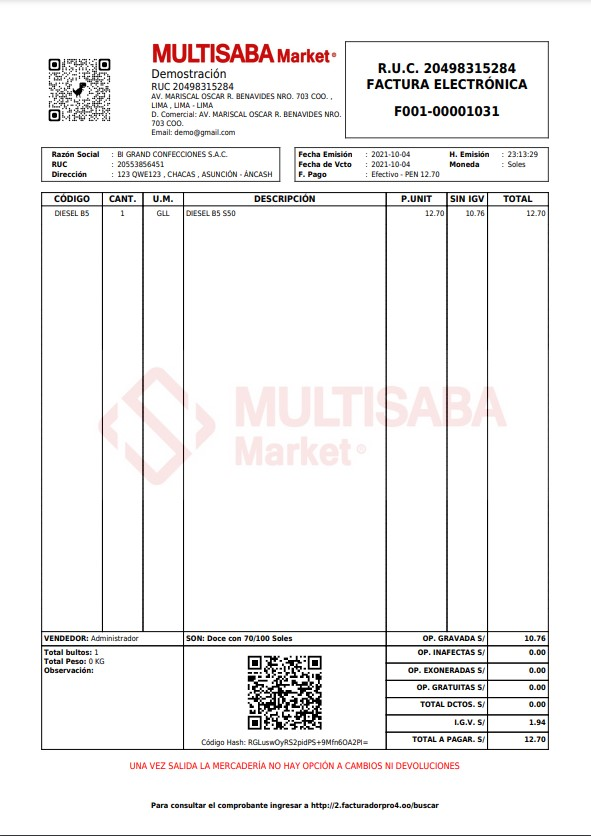 MULTISABA Market®
Demostración
RUC 20498315284
AV. MARISCAL OSCAR R. BENAVIDES NRO. 703 COO. ,
LIMA , LIMA - LIMA
D. Comercial: AV. MARISCAL OSCAR R. BENAVIDES NRO.
703 COO.
Email: demo@gmail.com
R.U.C. 20498315284
FACTURA ELECTRÓNICA
F001-00001031
Razón Social : BI GRAND CONFECCIONES S.A.C.
RUC : 20553856451
Dirección : 123 QWE123 , CHACAS , ASUNCIÓN - ÁNCASH
Fecha Emisión : 2021-10-04 H. Emisión : 23:13:29
Fecha de Vcto : 2021-10-04 Moneda : Soles
F. Pago : Efectivo - PEN 12.70
CÓDIGO CANT. U.M. DESCRIPCIÓN P.UNIT SIN IGV TOTAL
DIESEL B5 1 GLL DIESEL B5 S50 12.70 10.76 12.70
MULTISABA
Market®
VENDEDOR: Administrador SON: Doce con 70/100 Soles OP. GRAVADA S/ 10.76
Total bultos: 1
Total Peso: 0 KG
Observación:
Código Hash: RGLuswOyRS2pidPS+9Mfn6OA2PI=
OP. INAFECTAS S/ 0.00
OP. EXONERADAS S/ 0.00
OP. GRATUITAS S/ 0.00
TOTAL DCTOS. S/ 0.00
I.G.V. S/ 1.94
TOTAL A PAGAR. S/ 12.70
UNA VEZ SALIDA LA MERCADERÍA NO HAY OPCIÓN A CAMBIOS NI DEVOLUCIONES
Para consultar el comprobante ingresar a http://2.facturadorpro4.oo/buscar